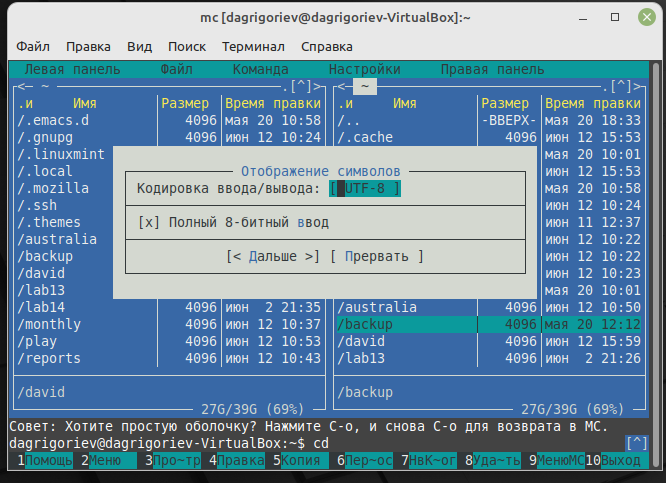 mc [dagrigoriev@dagrigoriev-VirtualBox]:~
Файл Правка Вид Поиск Терминал Справка
Левая панель Файл Команда Настройки Правая панель
<─ ~ .[^]> <─ ~ .[^]>
.и Имя Размер Время правки .и Имя Размер Время правки
/.emacs.d 4096 мая 20 10:58 /.. -ВВЕРХ- мая 20 18:33
/.gnupg 4096 июн 12 10:24 /.cache 4096 июн 12 15:53
/.linuxmint мая 20 10:01
Отображение символов
/.local июн 12 15:53
Кодировка ввода/вывода: [ UTF-8 ]
/.mozilla мая 20 10:58
/.ssh июн 12 10:24
[x] Полный 8-битный ввод
/.themes июн 11 12:37
/australia июн 12 10:22
[< Дальше >] [ Прервать ]
/backup июн 12 10:22
/david июн 12 10:23
/lab13 мая 20 10:01
/lab14 4096 июн 2 21:35 /australia 4096 июн 12 10:50
/monthly 4096 июн 12 10:37 /backup 4096 мая 20 12:12
/play 4096 июн 12 10:53 /david 4096 июн 12 15:59
/reports 4096 июн 12 10:43 /lab13 4096 июн 2 21:26
/david /backup
27G/39G (69%) 27G/39G (69%)
Совет: Хотите простую оболочку? Нажмите C-o, и снова C-o для возврата в MC.
dagrigoriev@dagrigoriev-VirtualBox:~$ cd [^]
1Помощь 2Меню 3Про~тр 4Правка 5Копия 6Пер~ос 7НвК~ог 8Уда~ть 9МенюMC 10Выход